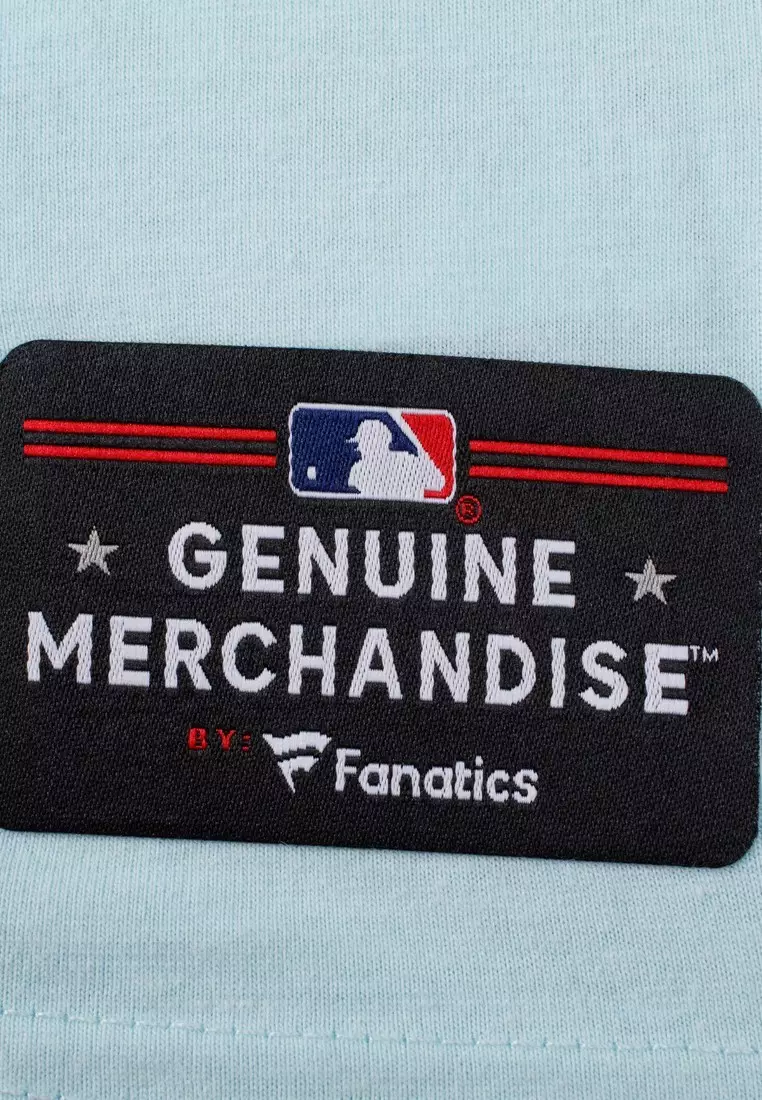 ®
GENUINE
MERCHANDISE™
BY: Fanatics